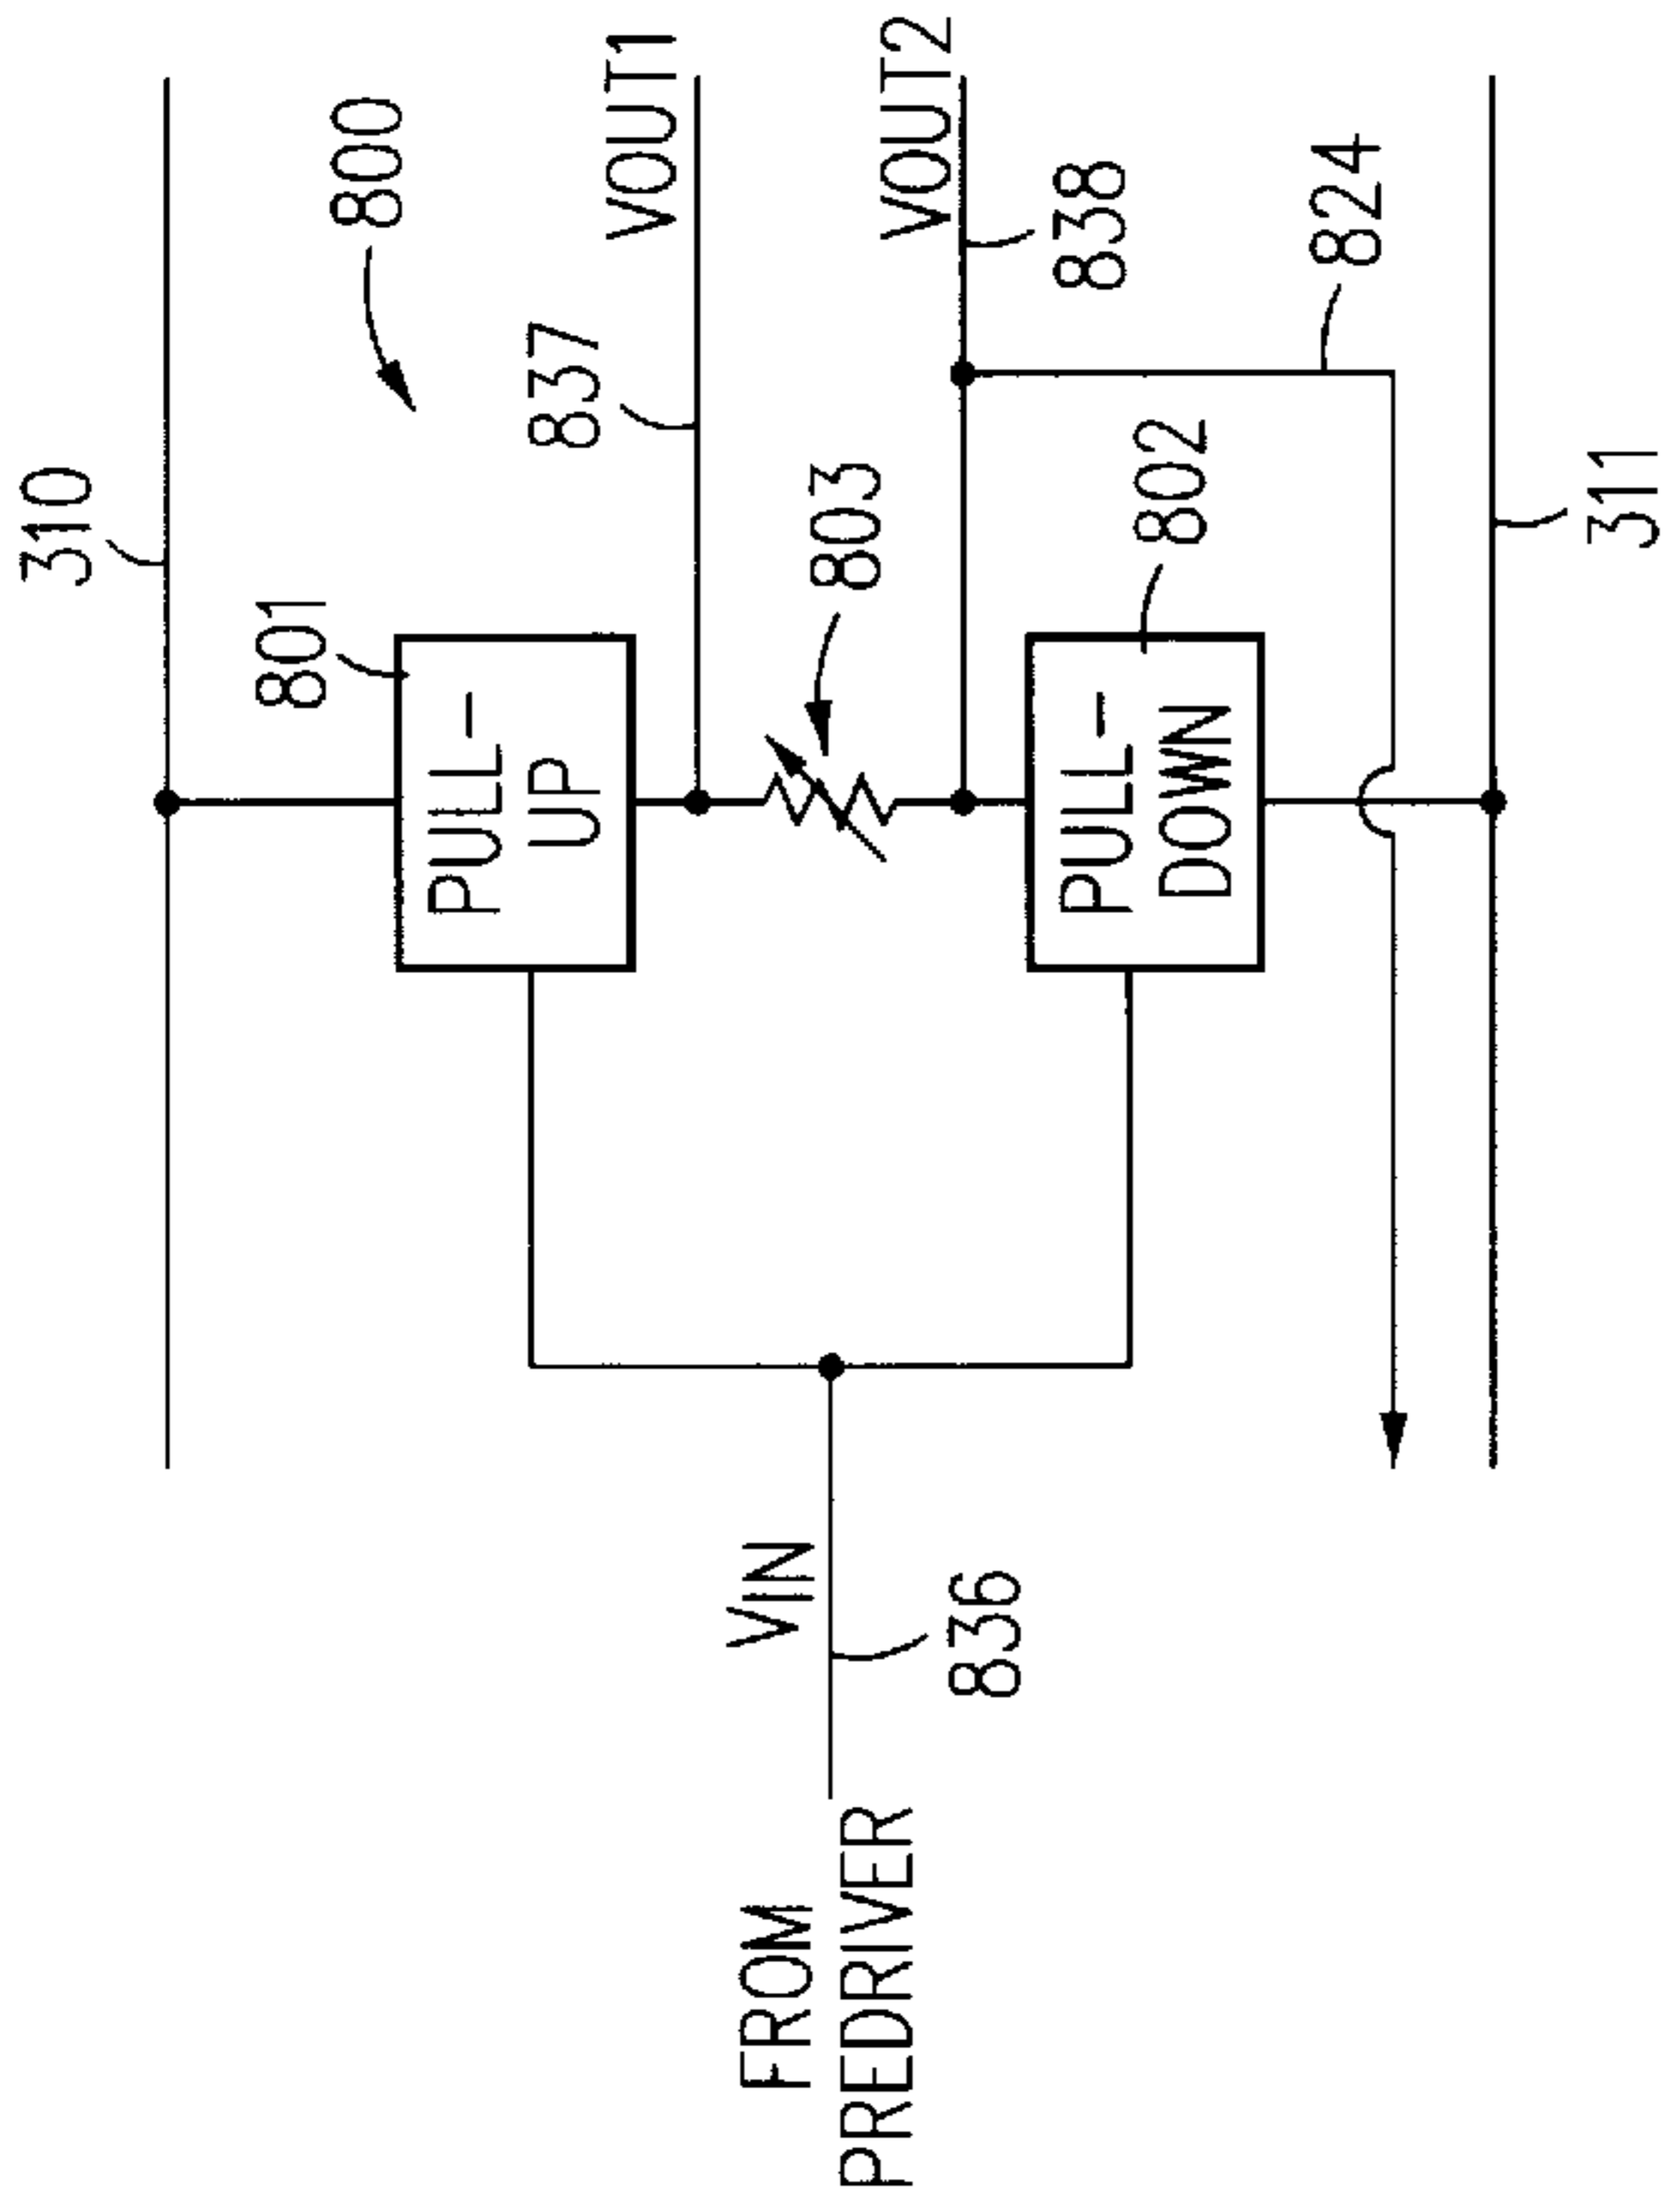 310
800
801
837
VOUT1
PULL-
UP
803
VOUT2
838
VIN
836
FROM
PREDRIVER
802
PULL-
DOWN
824
311